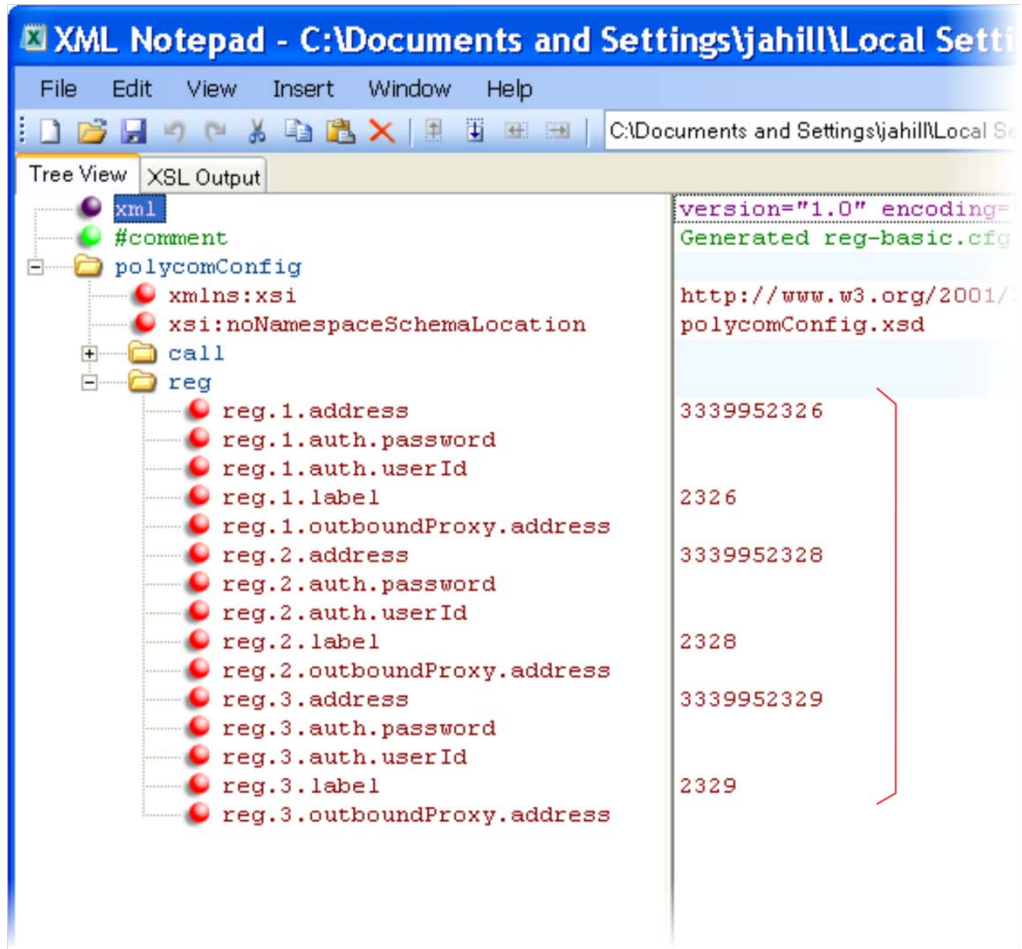 XML Notepad - C:\Documents and Settings\jahill\Local
File Edit View Insert Window Help
C:\Documents and Settings\jahill\Local
Tree View XSL Output
xml version="1.0" encoding=
#comment Generated reg-basic.cfg
polycomConfig
xmlns:xsi http://www.w3.org/2001/
xsi:noNamespaceSchemaLocation polycomConfig.xsd
call
reg
reg.1.address 3339952326
reg.1.auth.password
reg.1.auth.userId
reg.1.label 2326
reg.1.outboundProxy.address
reg.2.address 3339952328
reg.2.auth.password
reg.2.auth.userId
reg.2.label 2328
reg.2.outboundProxy.address
reg.3.address 3339952329
reg.3.auth.password
reg.3.auth.userId
reg.3.label 2329
reg.3.outboundProxy.address